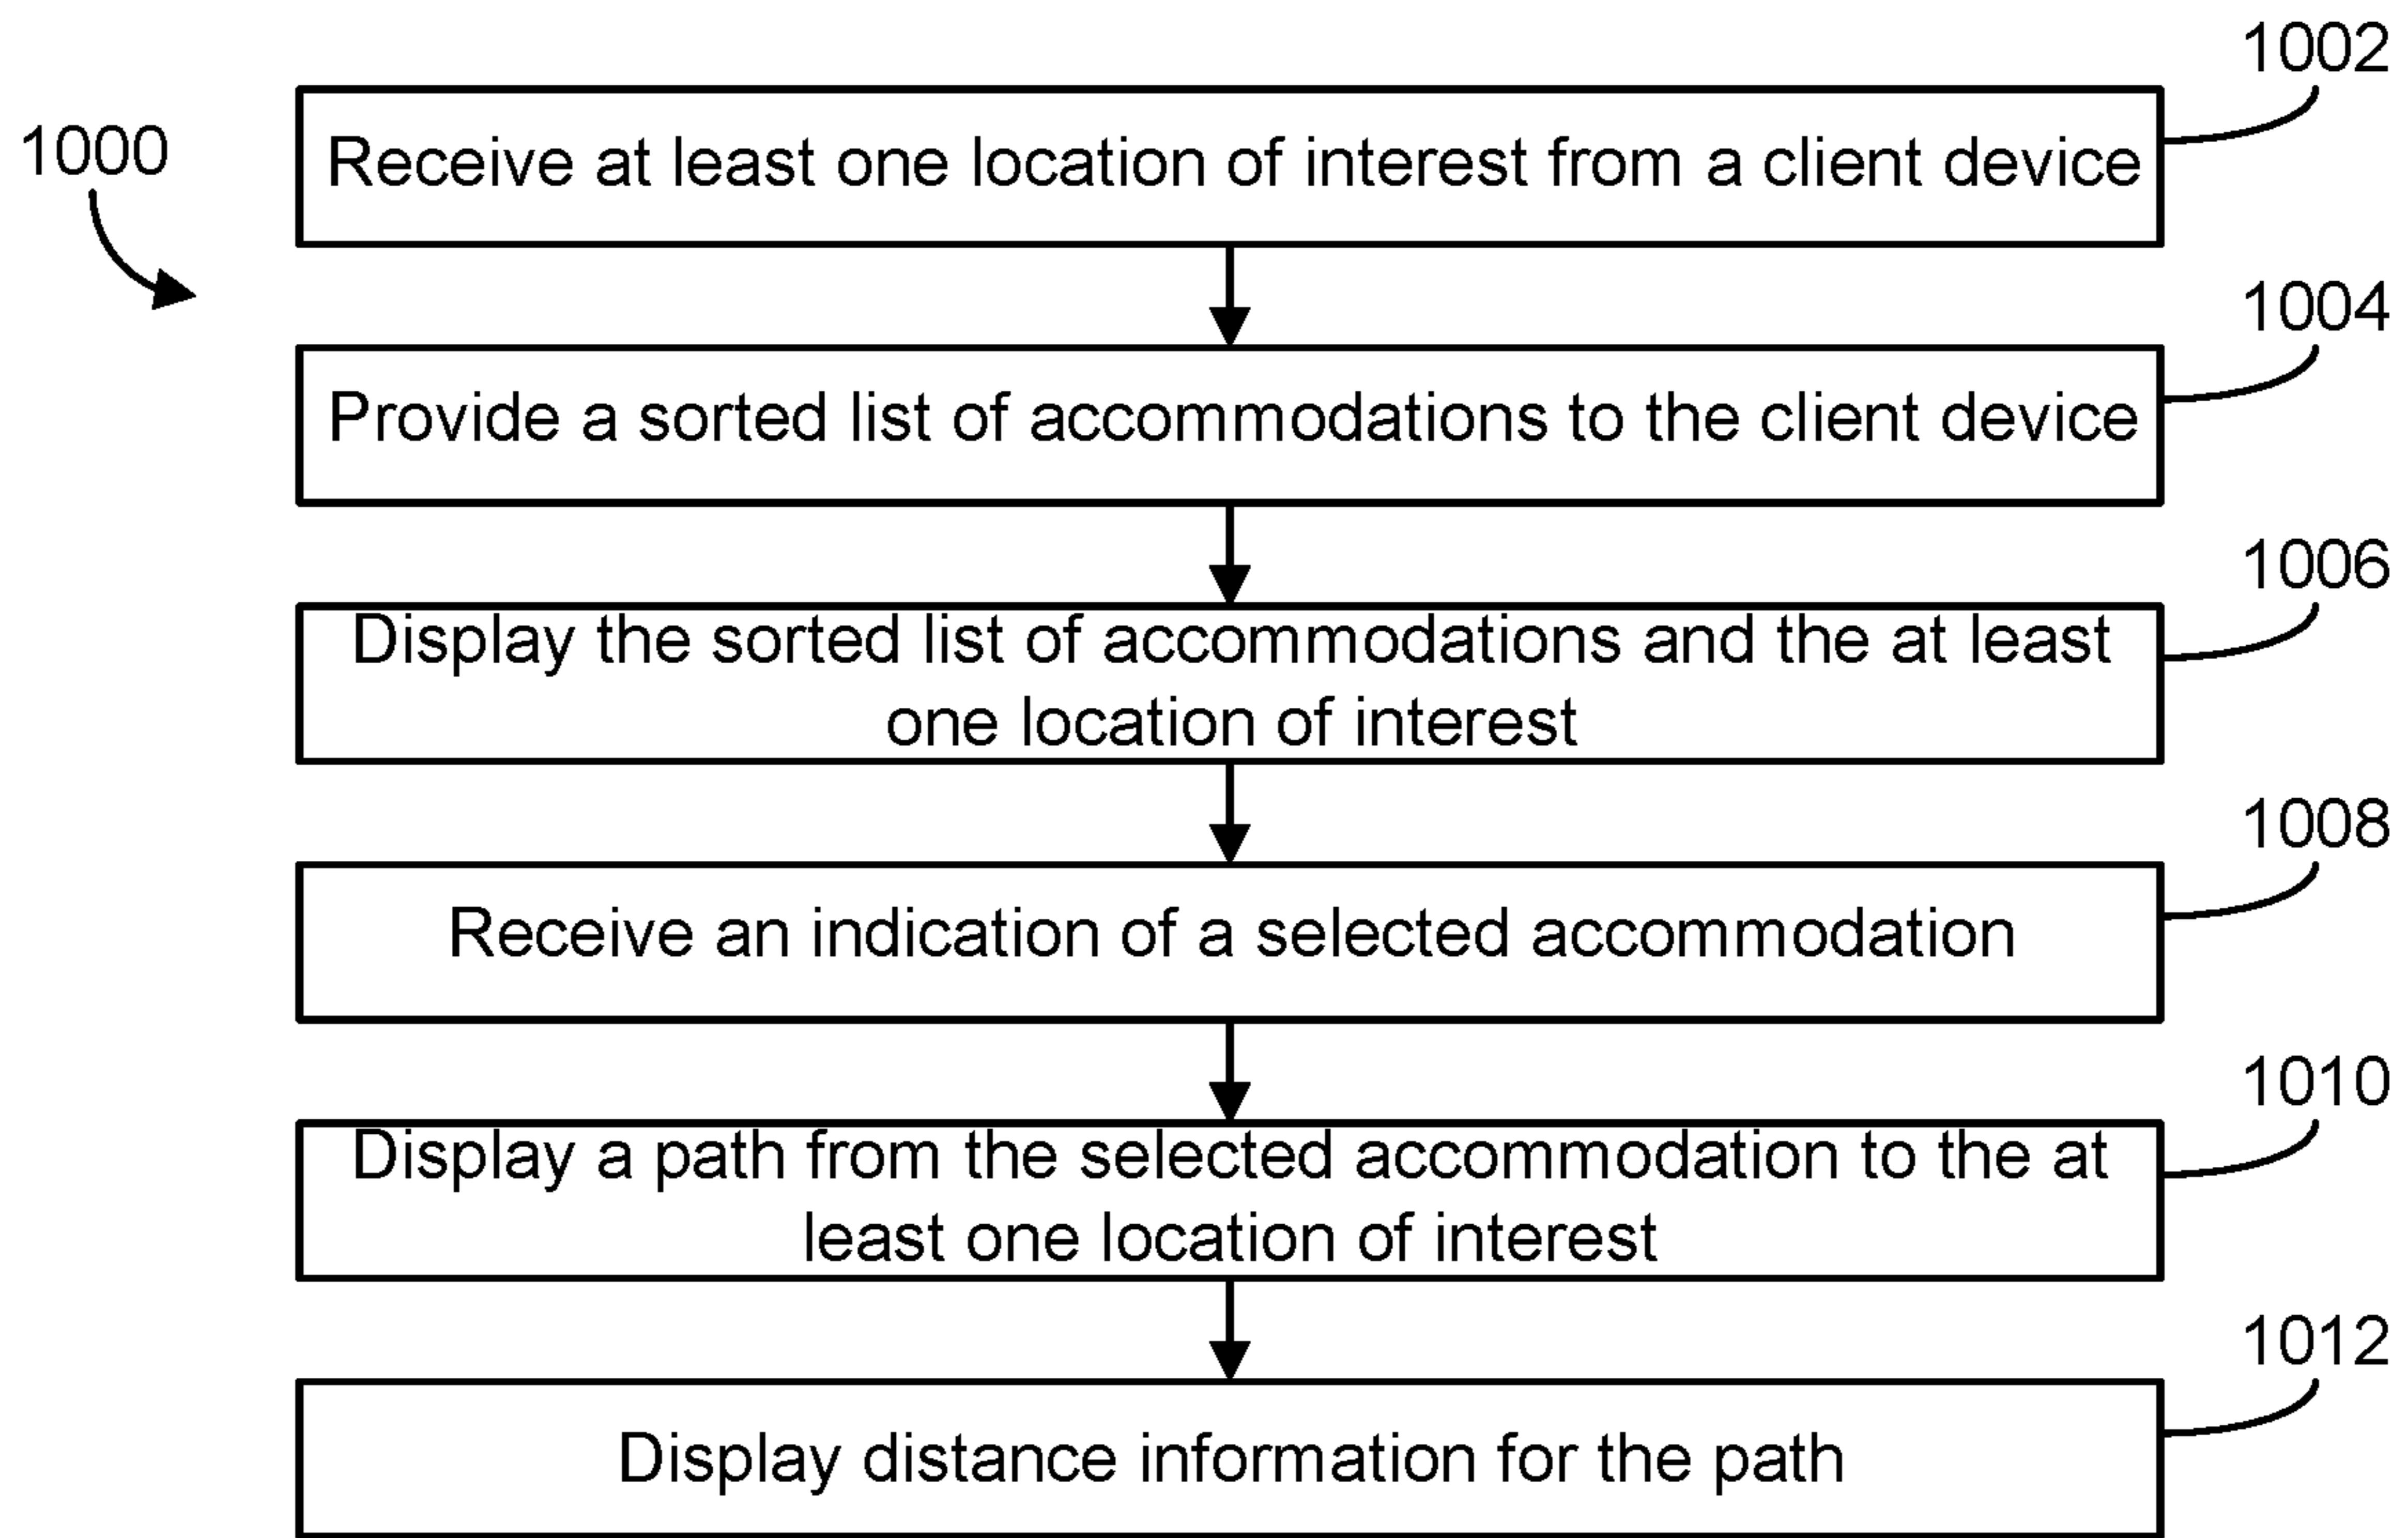 1002
1000
Receive at least one location of interest from a client device
1004
Provide a sorted list of accommodations to the client device
1006
Display the sorted list of accommodations and the at least
one location of interest
1008
Receive an indication of a selected accommodation
1010
Display a path from the selected accommodation to the at
least one location of interest
1012
Display distance information for the path